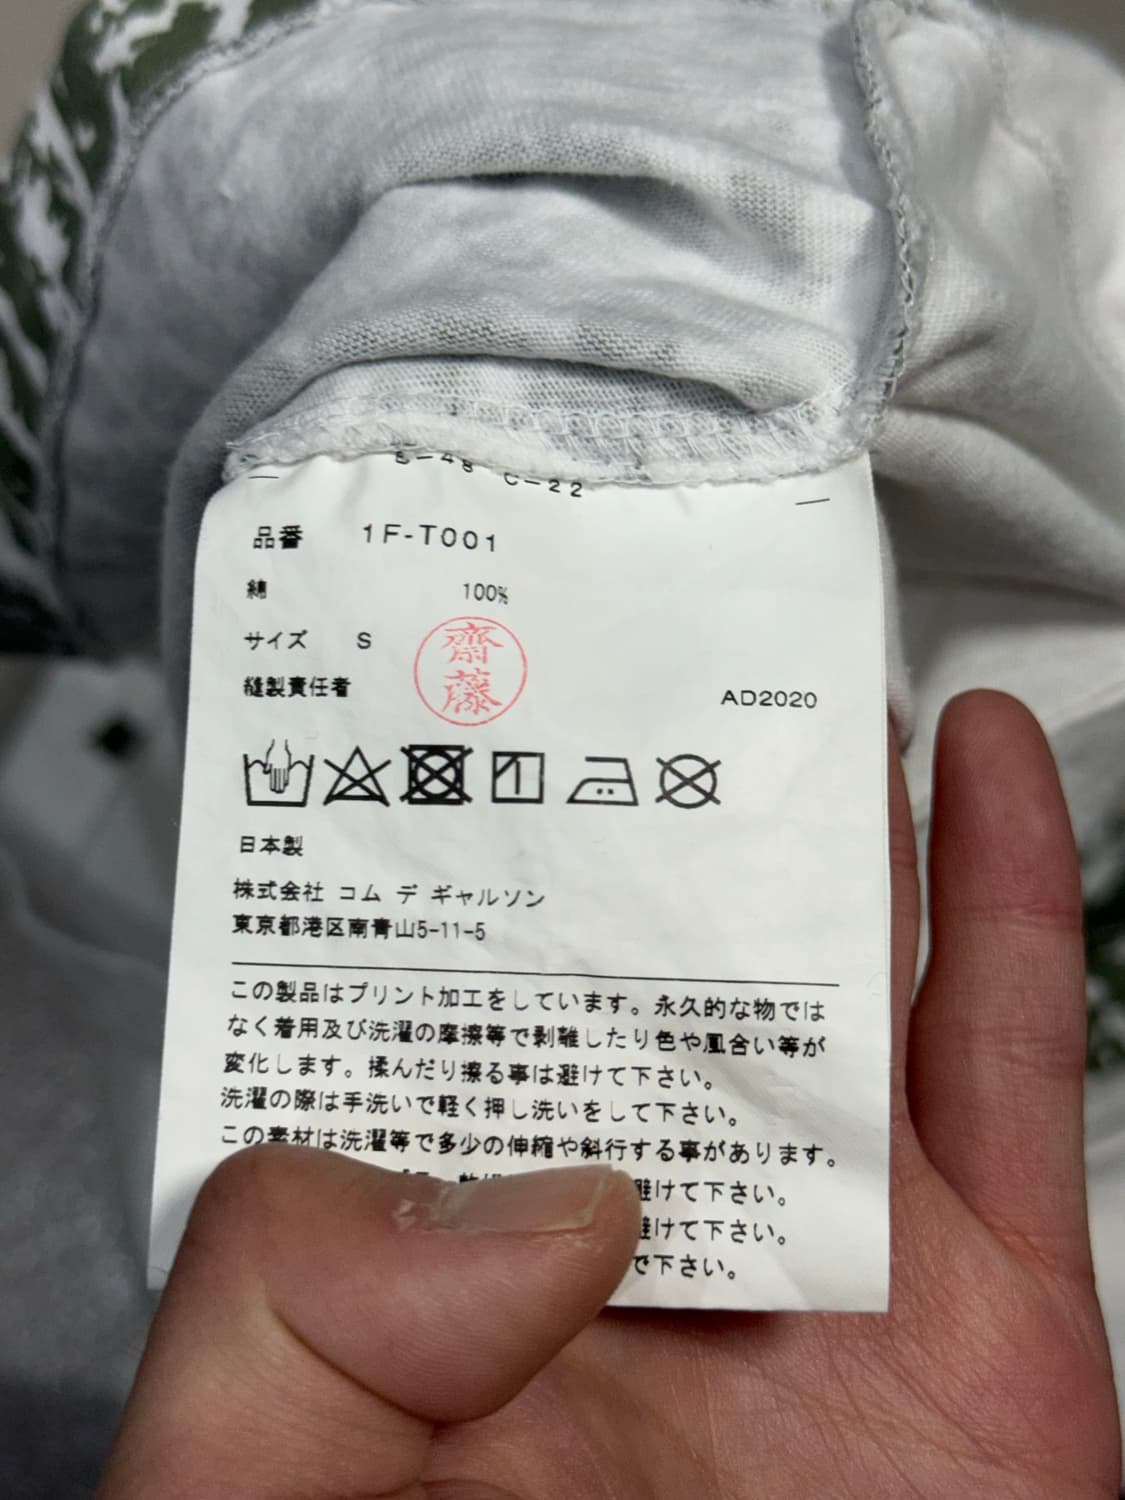 S-48 C-22
品番 1F-T001
綿 100%
サイズ S
縫製責任者
齋藤
AD2020
日本製
株式会社 コム デ ギャルソン
東京都港区南青山5-11-5
この製品はプリント加工をしています。永久的な物では
なく着用及び洗濯の摩擦等で剥離したり色や風合い等が
変化します。揉んだり擦る事は避けて下さい。
洗濯の際は手洗いで軽く押し洗いをして下さい。
この素材は洗濯等で多少の伸縮や斜行する事があります。
避けて下さい。
避けて下さい。
で下さい。